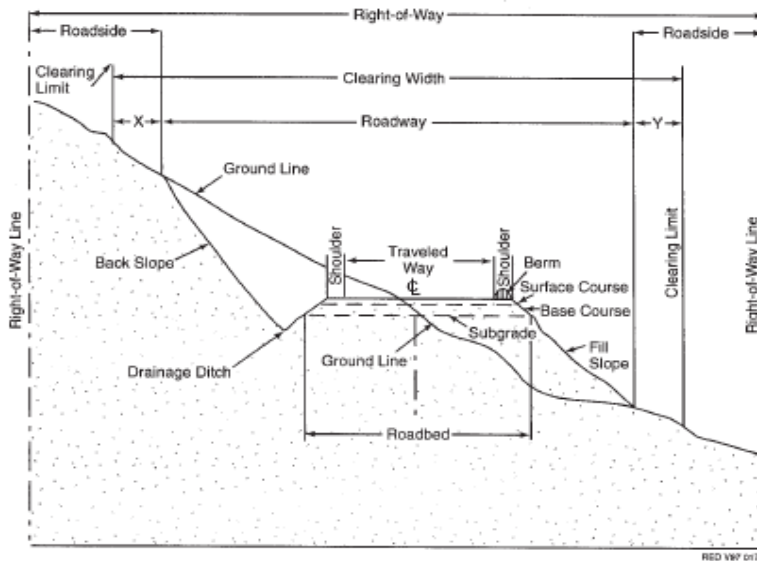 Right-of-Way
Roadside
Roadside
Clearing
Limit
Clearing Width
X
Roadway
Y
Ground Line
Back Slope
Shoulder
Traveled
Way
Shoulder
Berm
Surface Course
Base Course
Subgrade
Ground Line
Fill
Slope
Drainage Ditch
Roadbed
Right-of-Way Line
Clearing Limit
Right-of-Way Line